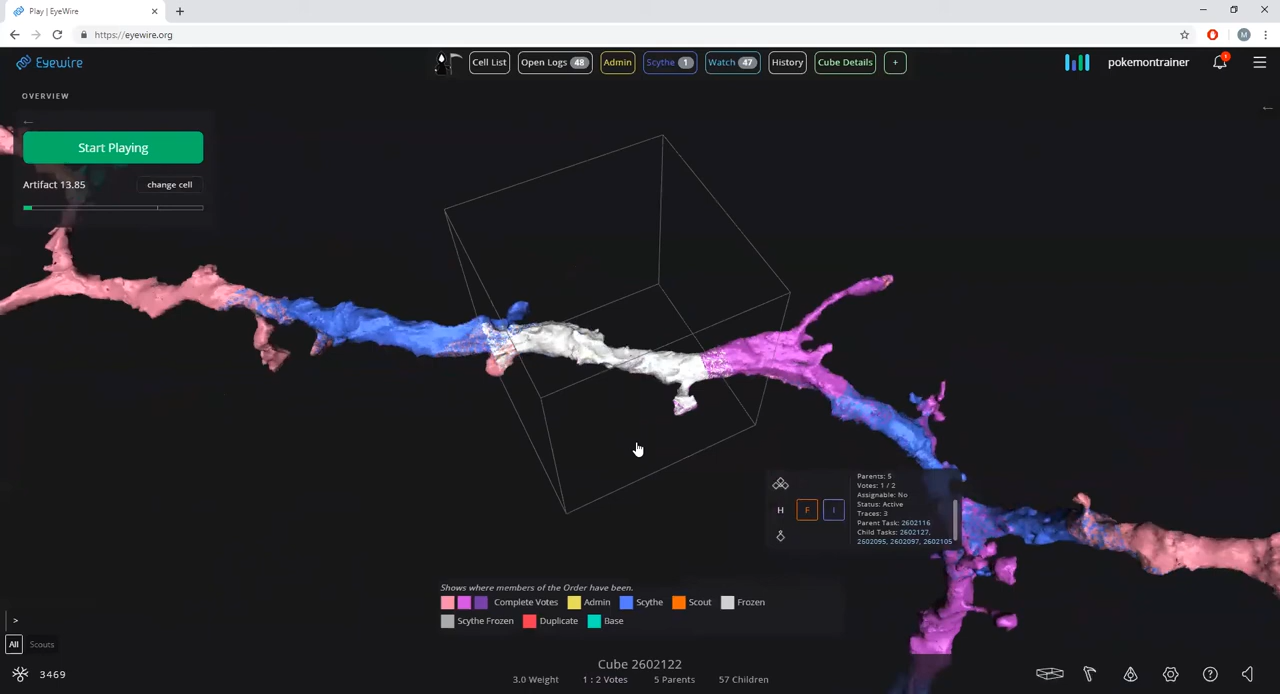 Play | EyeWire
https://eyewire.org
M
Eyewire
Cell List
Open Logs 48
Admin
Scythe 1
Watch 47
History
Cube Details
+
pokemontrainer
1
OVERVIEW
←
←
Start Playing
Artifact 13.85
change cell
Parents: 5
Votes: 1 / 2
Assignable: No
Status: Active
Traces: 3
Parent Task: 2602116
Child Tasks: 2602127,
2602095, 2602097, 2602105
H F I
Shows where members of the Order have been.
Complete Votes Admin Scythe Scout Frozen
Scythe Frozen Duplicate Base
>
All Scouts
3469
Cube 2602122
3.0 Weight 1 : 2 Votes 5 Parents 57 Children